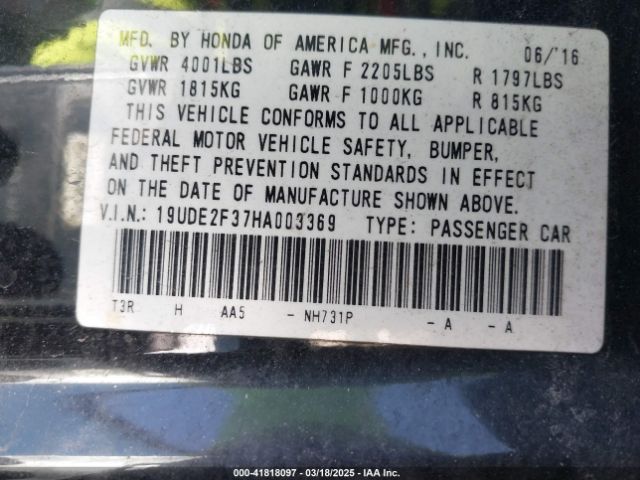 MFD. BY HONDA OF AMERICA MFG., INC. 06/'16
GVWR 4001LBS GAWR F 2205LBS R 1797LBS
GVWR 1815KG GAWR F 1000KG R 815KG
THIS VEHICLE CONFORMS TO ALL APPLICABLE
FEDERAL MOTOR VEHICLE SAFETY, BUMPER,
AND THEFT PREVENTION STANDARDS IN EFFECT
ON THE DATE OF MANUFACTURE SHOWN ABOVE.
V.I.N.: 19UDE2F37HA003369 TYPE: PASSENGER CAR
T3R H AA5 - NH731P - A - A
000-41818097 - 03/18/2025 - IAA Inc.